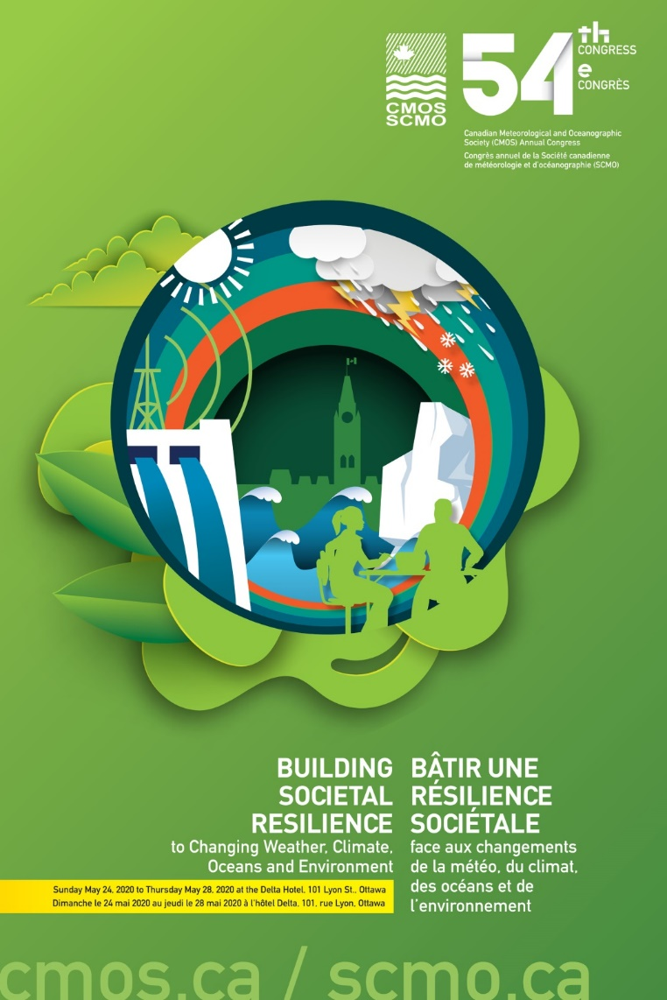 CMOS
SCMO
54th CONGRESS
e CONGRÈS
Canadian Meteorological and Oceanographic
Society (CMOS) Annual Congress
Congrès annuel de la Société canadienne
de météorologie et d'océanographie (SCMO)
BUILDING
SOCIETAL
RESILIENCE
to Changing Weather, Climate,
Oceans and Environment
BÂTIR UNE
RÉSILIENCE
SOCIÉTALE
face aux changements
de la météo, du climat,
des océans et de
l'environnement
Sunday May 24, 2020 to Thursday May 28, 2020 at the Delta Hotel, 101 Lyon St., Ottawa
Dimanche le 24 mai 2020 au jeudi le 28 mai 2020 à l'hôtel Delta, 101, rue Lyon, Ottawa
cmos.ca / scmo.ca